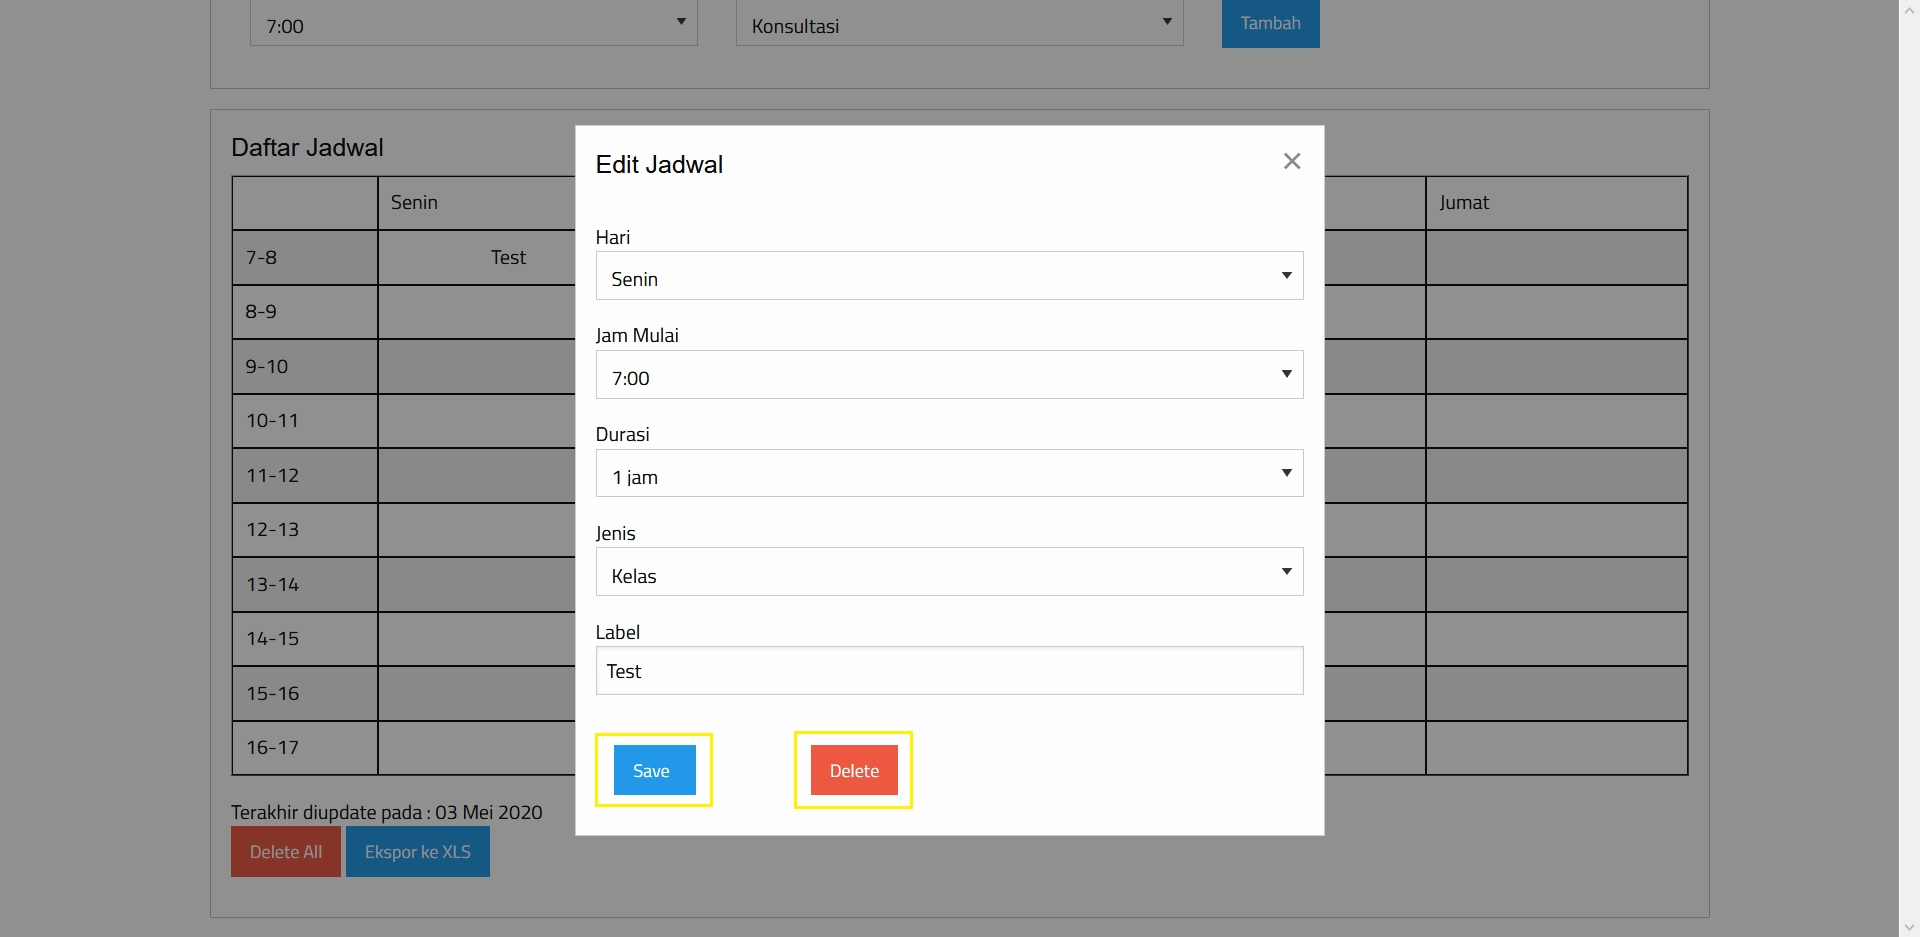 7:00
Konsultasi
Tambah
Daftar Jadwal
Senin
Jumat
7-8
Test
8-9
9-10
10-11
11-12
12-13
13-14
14-15
15-16
16-17
Terakhir diupdate pada : 03 Mei 2020
Delete All
Ekspor ke XLS
Edit Jadwal
×
Hari
Senin
Jam Mulai
7:00
Durasi
1 jam
Jenis
Kelas
Label
Test
Save
Delete